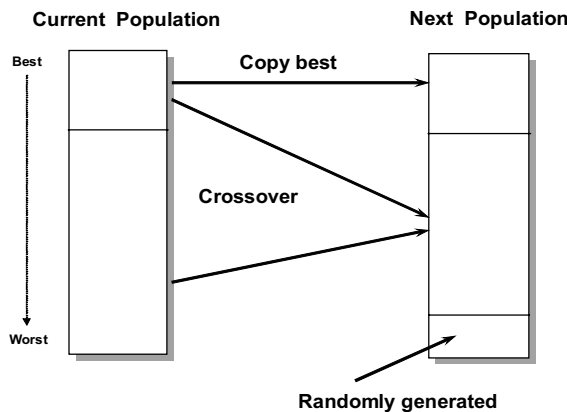 Current Population
Next Population
Best
Copy best
Crossover
Worst
Randomly generated